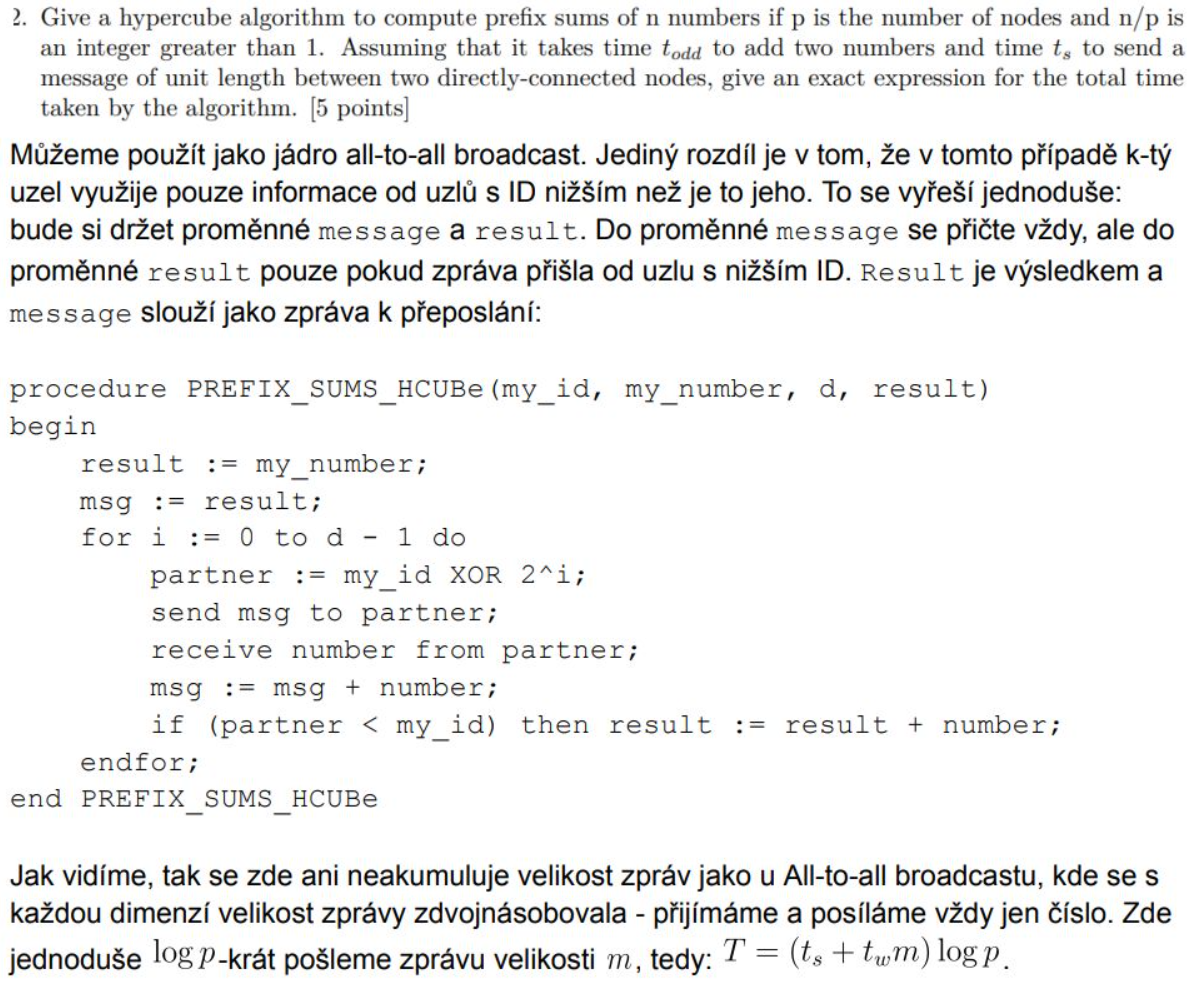 2. Give a hypercube algorithm to compute prefix sums of n numbers if p is the number of nodes and n/p is
an integer greater than 1. Assuming that it takes time t_odd to add two numbers and time t_s to send a
message of unit length between two directly-connected nodes, give an exact expression for the total time
taken by the algorithm. [5 points]
Můžeme použít jako jádro all-to-all broadcast. Jediný rozdíl je v tom, že v tomto případě k-tý
uzel využije pouze informace od uzlů s ID nižším než je to jeho. To se vyřeší jednoduše:
bude si držet proměnné message a result. Do proměnné message se přičte vždy, ale do
proměnné result pouze pokud zpráva přišla od uzlu s nižším ID. Result je výsledkem a
message slouží jako zpráva k přeposlání:
procedure PREFIX_SUMS_HCUBe(my_id, my_number, d, result)
begin
result := my_number;
msg := result;
for i := 0 to d - 1 do
partner := my_id XOR 2^i;
send msg to partner;
receive number from partner;
msg := msg + number;
if (partner < my_id) then result := result + number;
endfor;
end PREFIX_SUMS_HCUBe
Jak vidíme, tak se zde ani neakumuluje velikost zpráv jako u All-to-all broadcastu, kde se s
každou dimenzí velikost zprávy zdvojnásobovala - přijímáme a posíláme vždy jen číslo. Zde
jednoduše log p-krát pošleme zprávu velikosti m, tedy: T = (t_s + t_w m) log p.